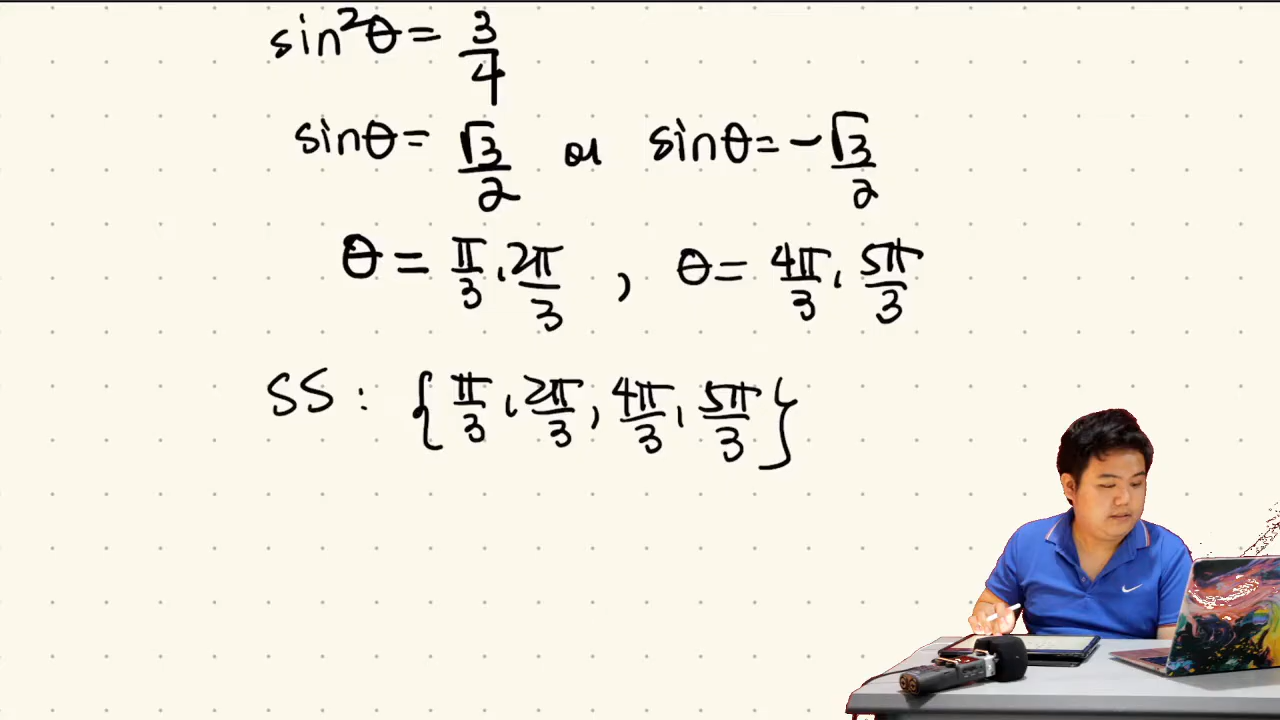 sin²θ = 3/4
sinθ = √3/2 or sinθ = -√3/2
θ = π/3, 2π/3, θ = 4π/3, 5π/3
SS: {π/3, 2π/3, 4π/3, 5π/3}